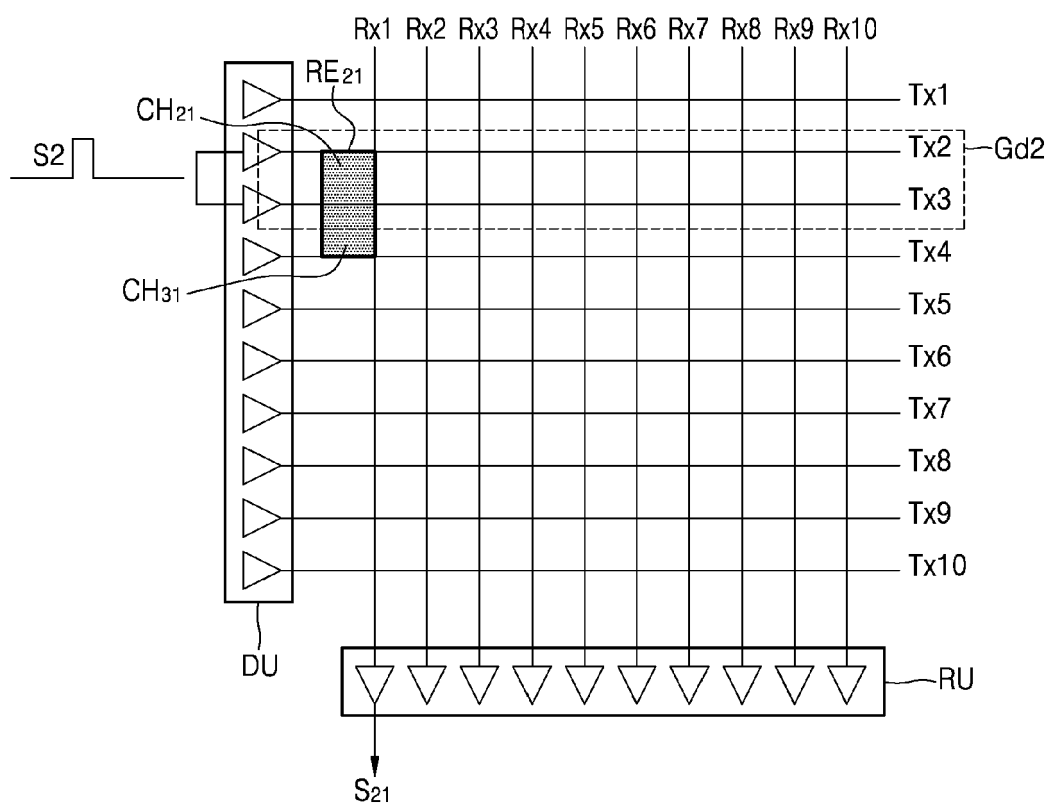 Rx1 Rx2 Rx3 Rx4 Rx5 Rx6 Rx7 Rx8 Rx9 Rx10
RE21
Tx1
CH21
S2
Tx2
Gd2
Tx3
Tx4
CH31
Tx5
Tx6
Tx7
Tx8
Tx9
Tx10
DU
RU
S21